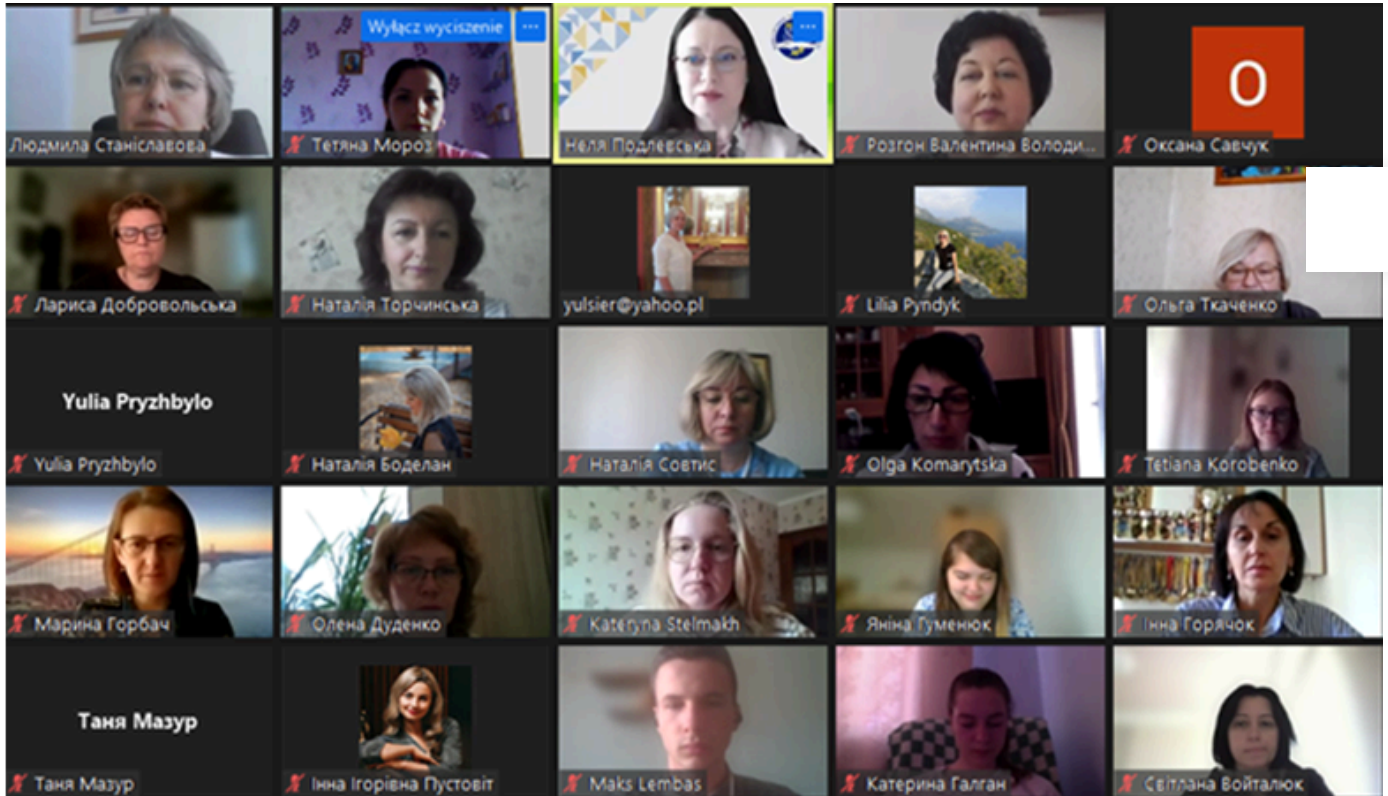 Wyłącz wyciszenie
Людмила Станіславова
Тетяна Мороз
Неля Подлевська
Розгон Валентина Володи...
O
Оксана Савчук
Лариса Добровольська
Наталія Торчинська
yulsier@yahoo.pl
Lilia Pyndyk
Ольга Ткаченко
Yulia Pryzhbylo
Yulia Pryzhbylo
Наталія Боделан
Наталія Совтис
Olga Komarytska
Tetiana Korobenko
Марина Горбач
Олена Дуденко
Kateryna Stelmakh
Яніна Гуменюк
Інна Горячок
Таня Мазур
Таня Мазур
Інна Ігорівна Пустовіт
Maks Lembas
Катерина Галган
Світлана Войталюк